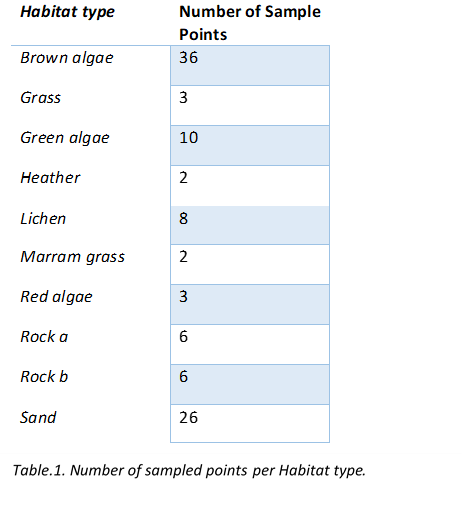 Habitat type Number of Sample
Points
Brown algae 36
Grass 3
Green algae 10
Heather 2
Lichen 8
Marram grass 2
Red algae 3
Rock a 6
Rock b 6
Sand 26
Table.1. Number of sampled points per Habitat type.